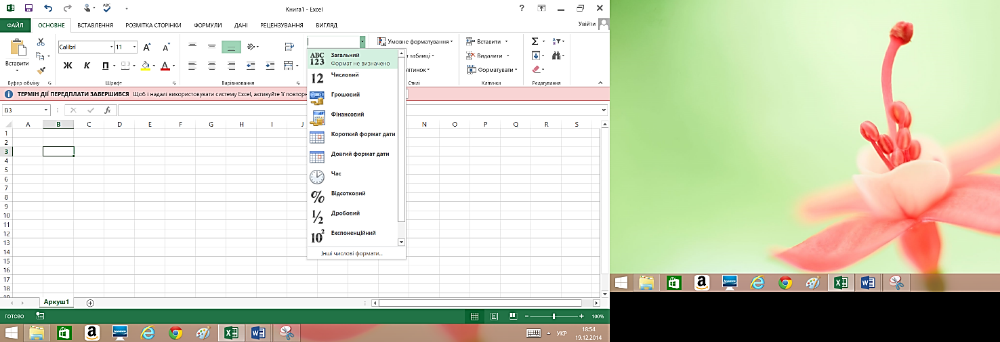 Книга1 - Excel
ФАЙЛ ОСНОВНЕ ВСТАВЛЕННЯ РОЗМІТКА СТОРІНКИ ФОРМУЛИ ДАНІ РЕЦЕНЗУВАННЯ ВИГЛЯД Увійти
Calibri 11
Умовне форматування
Вставити
Вставити
Видалити
Форматувати
Ж К П
Буфер обміну Шрифт Вирівнювання Стилі Клітинки Редагування
ТЕРМІН ДІЇ ПЕРЕДПЛАТИ ЗАВЕРШИВСЯ Щоб і надалі використовувати систему Excel, активуйте її
B3
ABC
123
Загальний
Формат не визначено
12 Числовий
Грошовий
Фінансовий
Короткий формат дати
Довгий формат дати
Час
% Відсотковий
½ Дробовий
10² Експоненційний
Інші числові формати...
A B C D E F G H I J N O P Q R S
1
2
3
4
5
6
7
8
9
10
11
12
13
14
15
16
17
18
Аркуш1
ГОТОВО 100%
УКР 18:54
19.12.2014